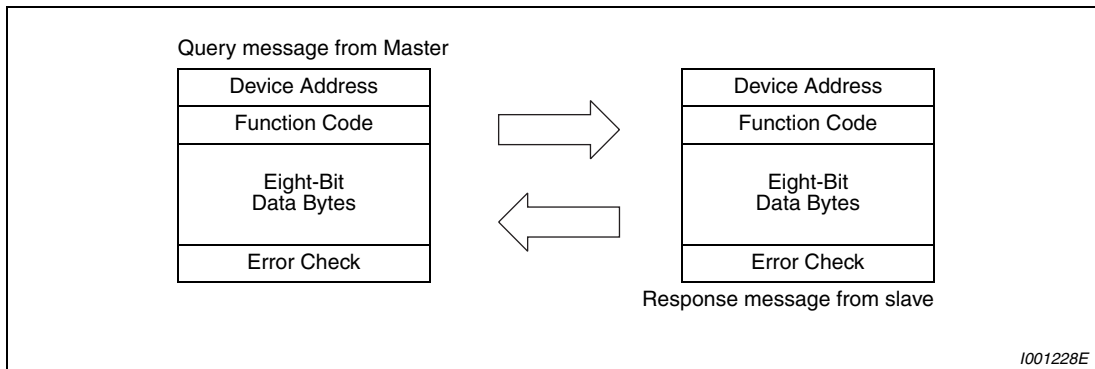 Query message from Master
Device Address
Function Code
Eight-Bit
Data Bytes
Error Check
Device Address
Function Code
Eight-Bit
Data Bytes
Error Check
Response message from slave
I001228E